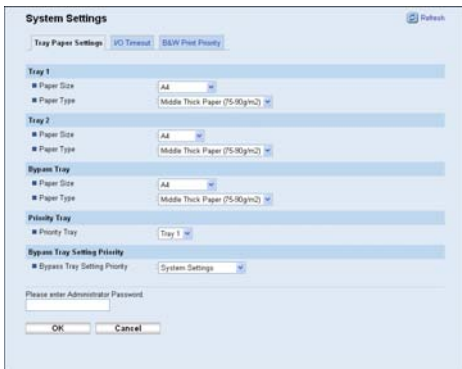 System Settings
Refresh
Tray Paper Settings
I/O Timeout
B&W Print Priority
Tray 1
Paper Size
: A4
Paper Type
: Middle Thick Paper (75-90g/m2)
Tray 2
Paper Size
: A4
Paper Type
: Middle Thick Paper (75-90g/m2)
Bypass Tray
Paper Size
: A4
Paper Type
: Middle Thick Paper (75-90g/m2)
Priority Tray
Priority Tray
: Tray 1
Bypass Tray Setting Priority
Bypass Tray Setting Priority
: System Settings
Please enter Administrator Password.
OK
Cancel